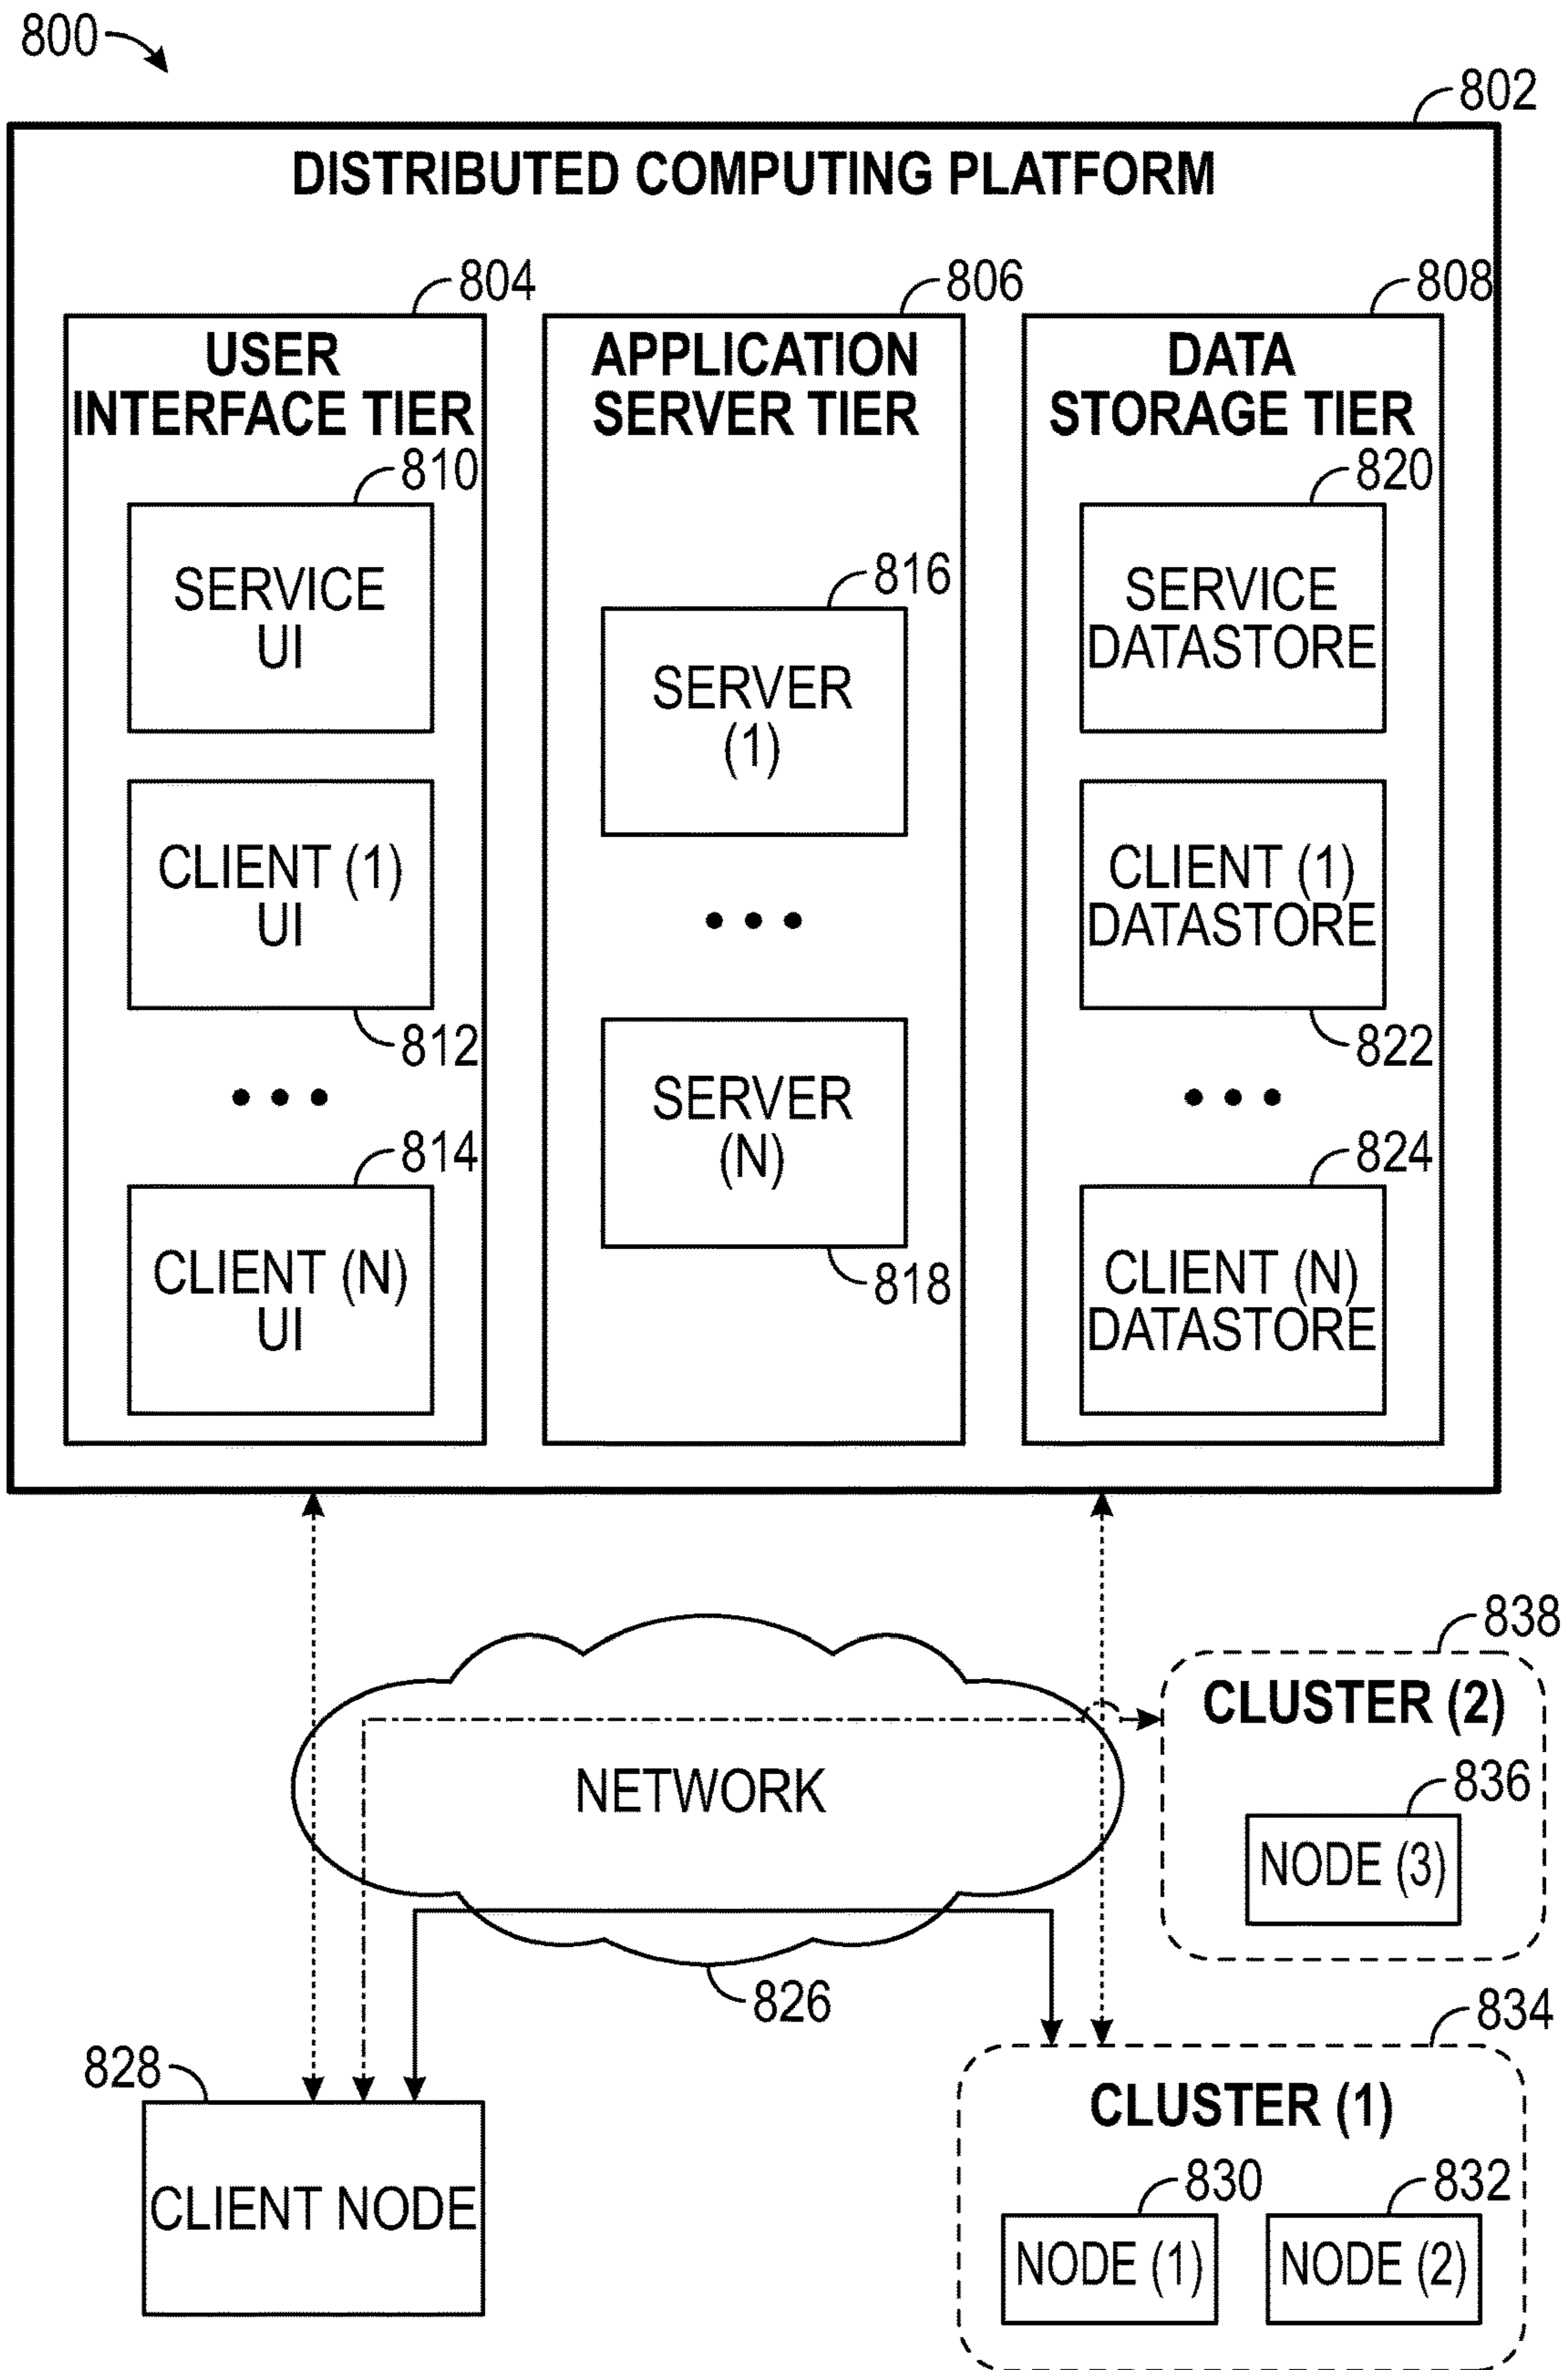 800
802
DISTRIBUTED COMPUTING PLATFORM
804
USER
INTERFACE TIER
810
SERVICE
UI
CLIENT (1)
UI
812
814
CLIENT (N)
UI
806
APPLICATION
SERVER TIER
816
SERVER
(1)
SERVER
(N)
818
808
DATA
STORAGE TIER
820
SERVICE
DATASTORE
CLIENT (1)
DATASTORE
822
824
CLIENT (N)
DATASTORE
NETWORK
826
838
CLUSTER (2)
836
NODE (3)
828
CLIENT NODE
834
CLUSTER (1)
830
NODE (1)
832
NODE (2)